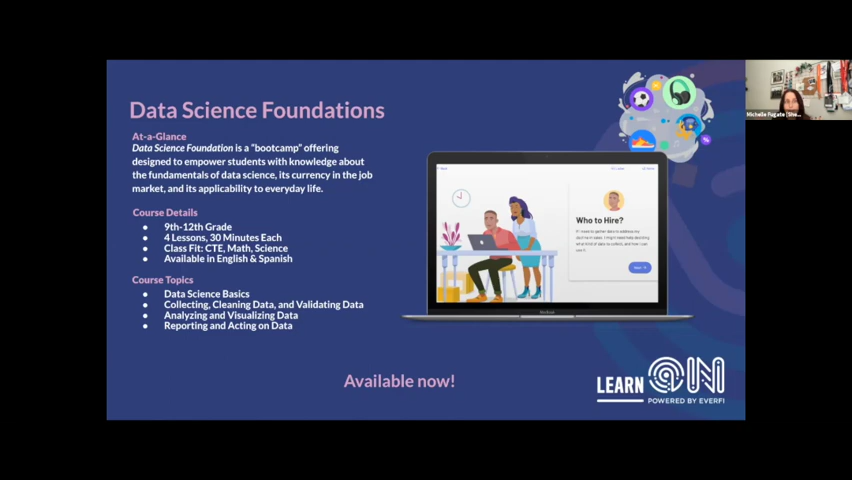 Data Science Foundations
At-a-Glance
Data Science Foundation is a "bootcamp" offering
designed to empower students with knowledge about
the fundamentals of data science, its currency in the job
market, and its applicability to everyday life.
Course Details
● 9th-12th Grade
● 4 Lessons, 30 Minutes Each
● Class Fit: CTE, Math, Science
● Available in English & Spanish
Course Topics
● Data Science Basics
● Collecting, Cleaning Data, and Validating Data
● Analyzing and Visualizing Data
● Reporting and Acting on Data
Available now!
Michelle Fugate (She...
Who to Hire?
MacBook
LEARN ON
POWERED BY EVERFI